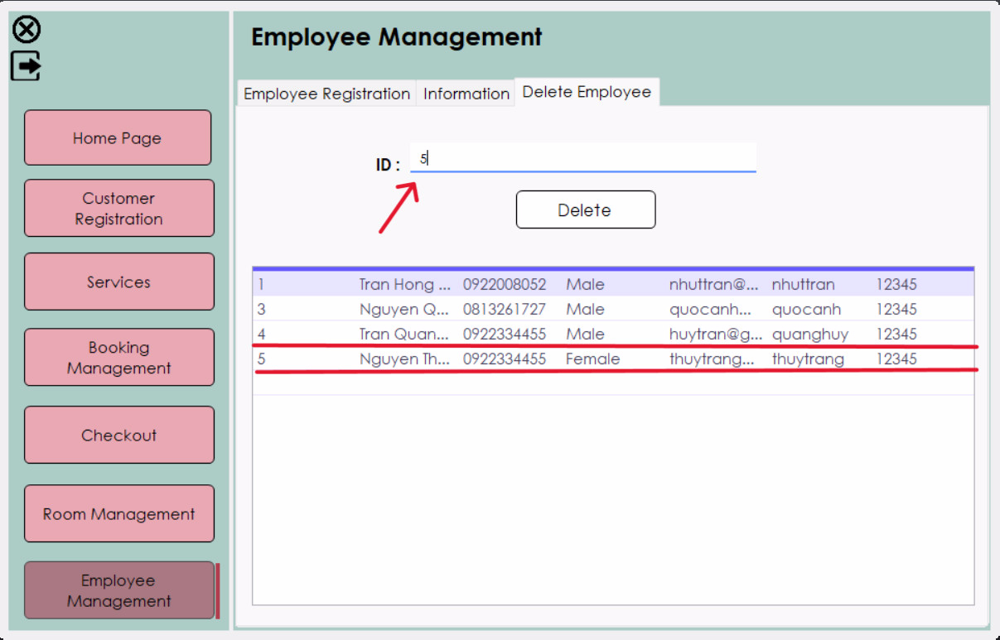 Employee Management
Employee Registration Information Delete Employee
Home Page
Customer
Registration
Services
Booking
Management
Checkout
Room Management
Employee
Management
ID : 5
Delete
1 Tran Hong ... 0922008052 Male nhuttran@... nhuttran 12345
3 Nguyen Q... 0813261727 Male quocanh... quocanh 12345
4 Tran Quan... 0922334455 Male huytran@g... quanghuy 12345
5 Nguyen Th... 0922334455 Female thuytrang... thuytrang 12345